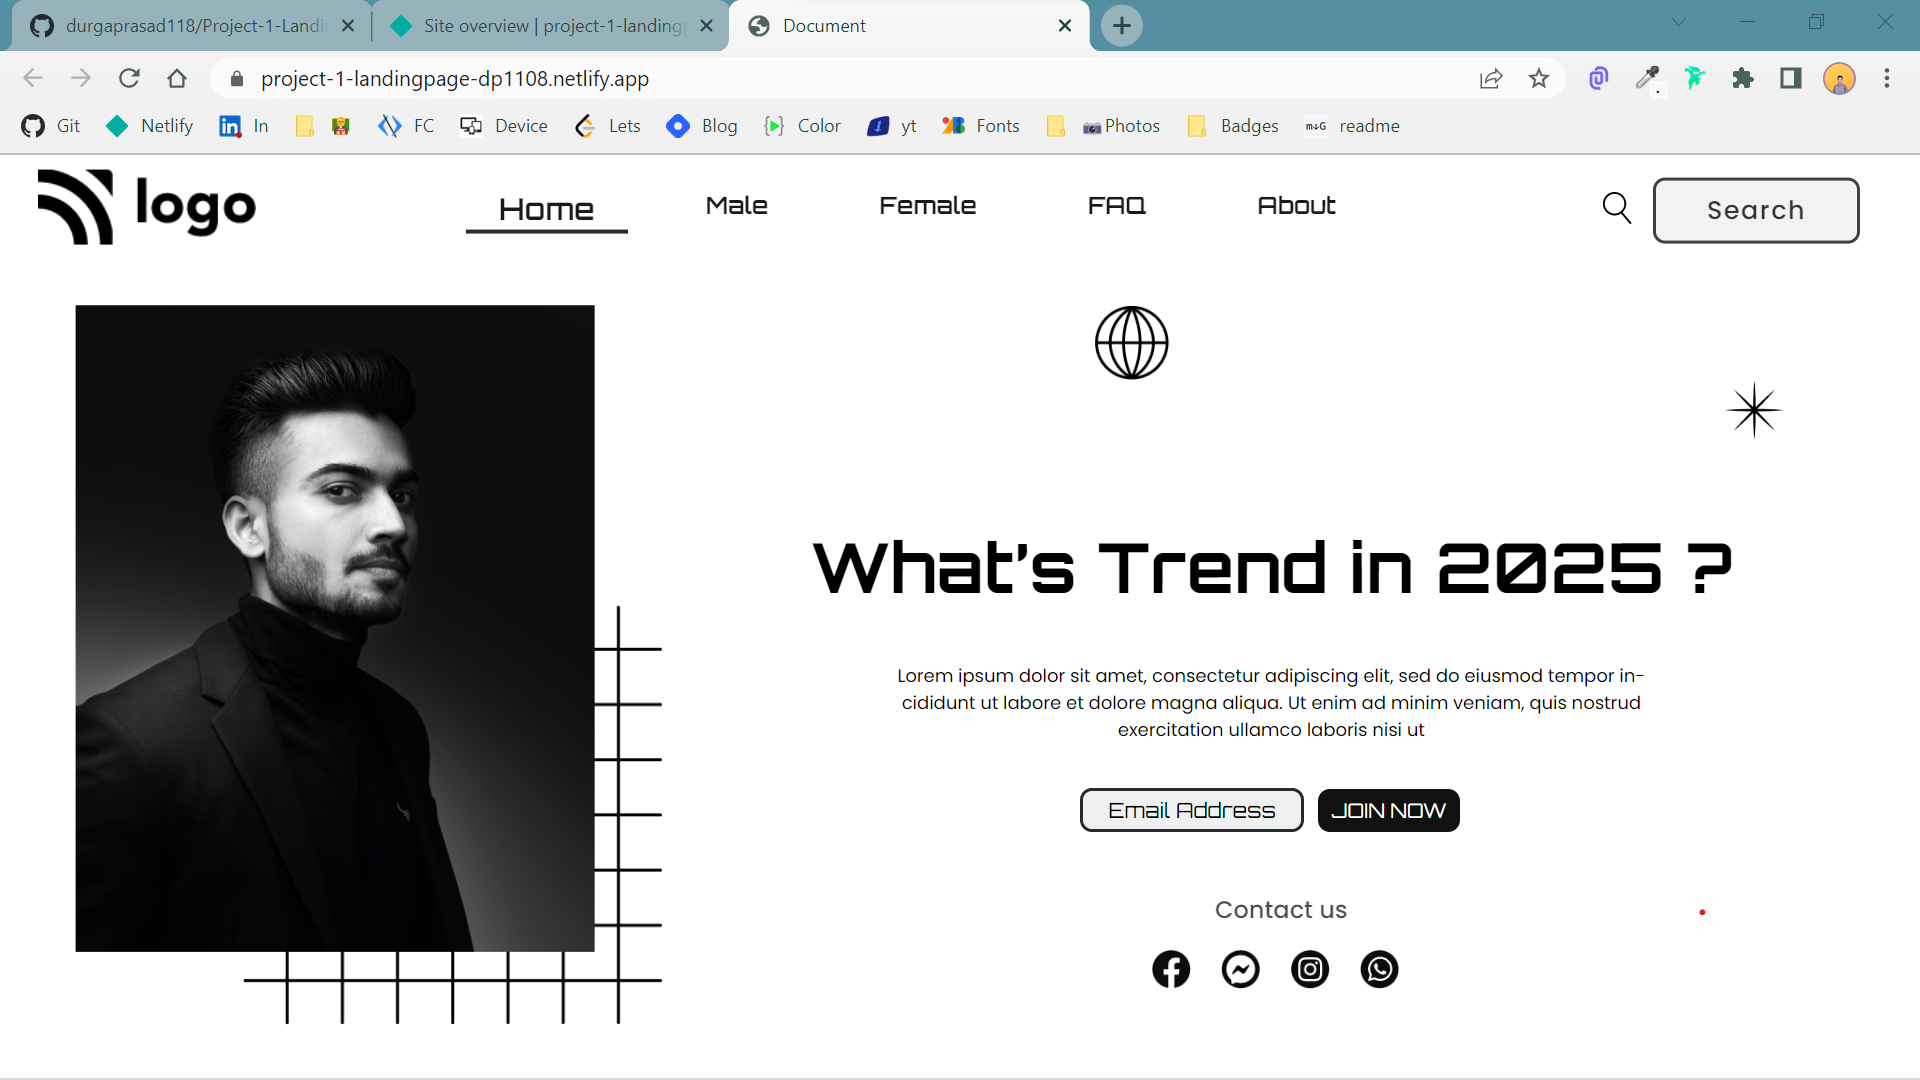 durgaprasad118/Project-1-Landi
Site overview | project-1-landing
Document
project-1-landingpage-dp1108.netlify.app
Git
Netlify
In
FC
Device
Lets
Blog
Color
yt
Fonts
Photos
Badges
M↓G
readme
logo
Home
Male
Female
FAQ
About
Search
What's Trend in 2025 ?
Lorem ipsum dolor sit amet, consectetur adipiscing elit, sed do eiusmod tempor in-
cididunt ut labore et dolore magna aliqua. Ut enim ad minim veniam, quis nostrud
exercitation ullamco laboris nisi ut
Email Address
JOIN NOW
Contact us